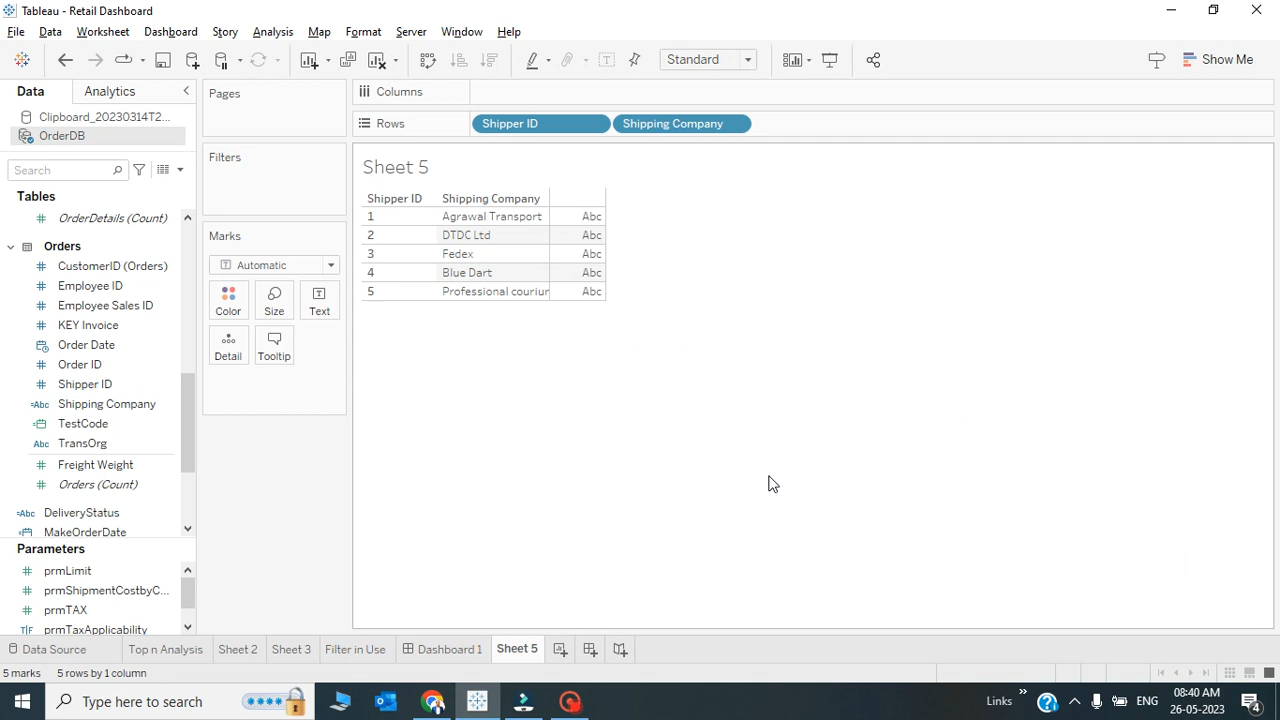 Tableau - Retail Dashboard
File Data Worksheet Dashboard Story Analysis Map Format Server Window Help
Standard
Show Me
Data Analytics
Clipboard_20230314T2...
OrderDB
Search
Tables
OrderDetails (Count)
Orders
CustomerID (Orders)
Employee ID
Employee Sales ID
KEY Invoice
Order Date
Order ID
Shipper ID
=Abc Shipping Company
TestCode
Abc TransOrg
Freight Weight
Orders (Count)
=Abc DeliveryStatus
MakeOrderDate
Parameters
prmLimit
prmShipmentCostbyC...
prmTAX
prmTaxApplicability
Pages
Filters
Marks
Automatic
Color Size Text
Detail Tooltip
Columns
Rows Shipper ID Shipping Company
Sheet 5
Shipper ID Shipping Company
1 Agrawal Transport Abc
2 DTDC Ltd Abc
3 Fedex Abc
4 Blue Dart Abc
5 Professional couriur Abc
Data Source Top n Analysis Sheet 2 Sheet 3 Filter in Use Dashboard 1 Sheet 5
5 marks 5 rows by 1 column
Type here to search
Links
ENG
08:40 AM
26-05-2023
4